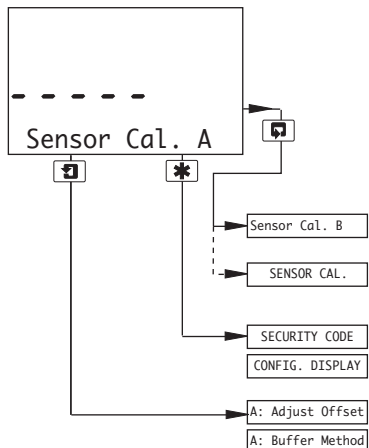 - - - - -
Sensor Cal. A
Sensor Cal. B
SENSOR CAL.
SECURITY CODE
CONFIG. DISPLAY
A: Adjust Offset
A: Buffer Method